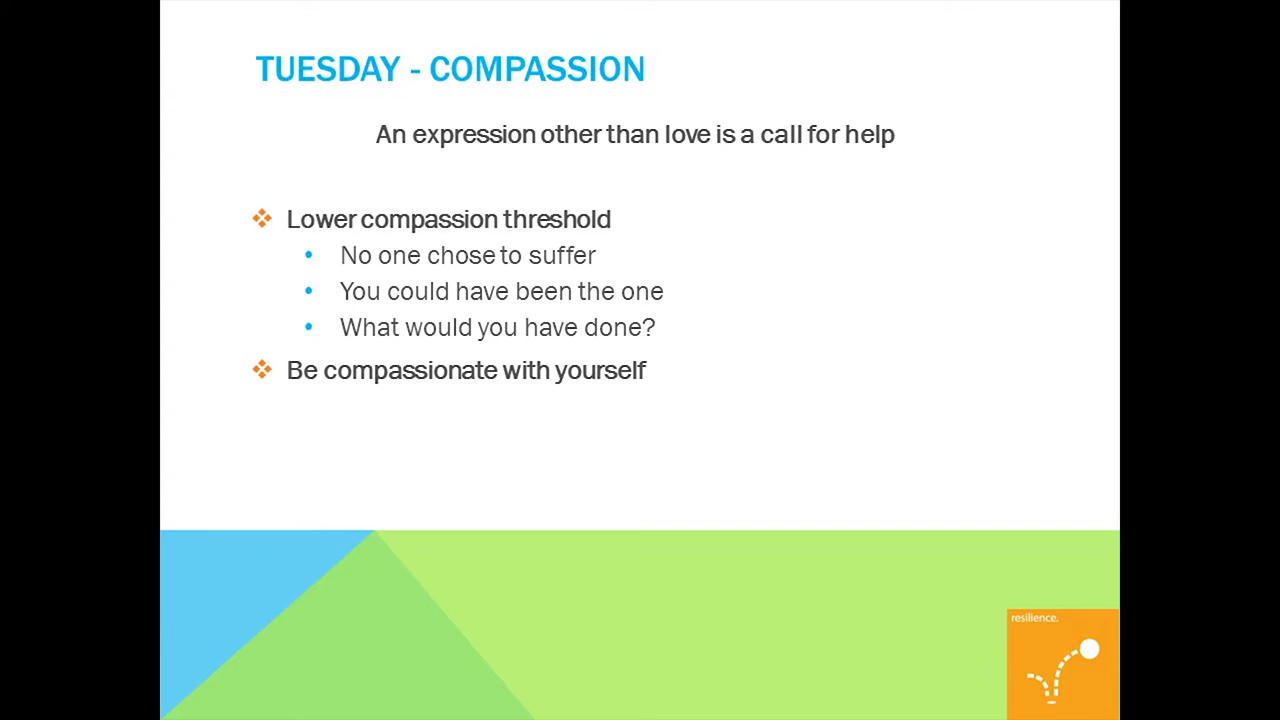 TUESDAY - COMPASSION
An expression other than love is a call for help
Lower compassion threshold
No one chose to suffer
You could have been the one
What would you have done?
Be compassionate with yourself
resilience.